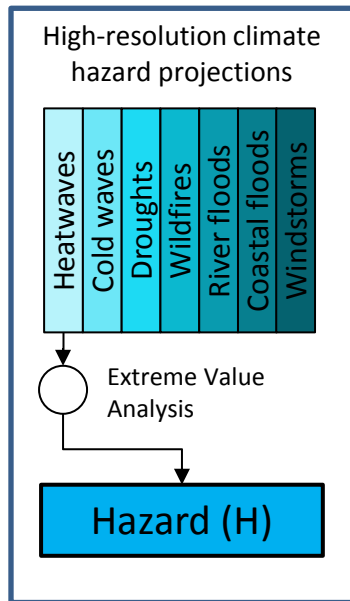 High-resolution climate
hazard projections
Heatwaves
Cold waves
Droughts
Wildfires
River floods
Coastal floods
Windstorms
Extreme Value
Analysis
Hazard (H)